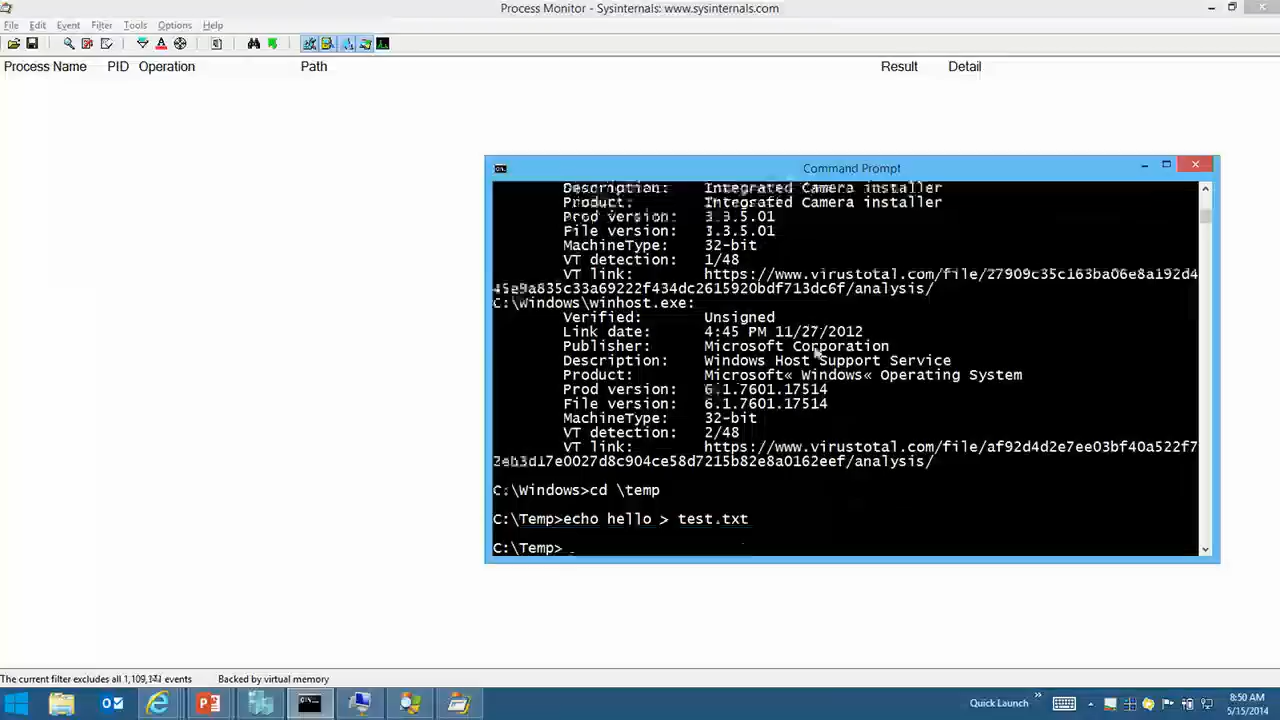 Process Monitor - Sysinternals: www.sysinternals.com
File Edit Event Filter Tools Options Help
Process Name PID Operation Path Result Detail
Command Prompt
Description: Integrated Camera installer
Product: Integrated Camera installer
Prod version: 3.3.5.01
File version: 1.3.5.01
MachineType: 32-bit
VT detection: 1/48
VT link: https://www.virustotal.com/file/27909c35c163ba06e8a192d4
45e9a835c33a69222f434dc2615920bdf713dc6f/analysis/
C:\Windows\winhost.exe:
Verified: Unsigned
Link date: 4:45 PM 11/27/2012
Publisher: Microsoft Corporation
Description: Windows Host Support Service
Product: Microsoft« Windows« Operating System
Prod version: 6.1.7601.17514
File version: 6.1.7601.17514
MachineType: 32-bit
VT detection: 2/48
VT link: https://www.virustotal.com/file/af92d4d2e7ee03bf40a522f7
2eb3d17e0027d8c904ce58d7215b82e8a0162eef/analysis/
C:\Windows>cd \temp
C:\Temp>echo hello > test.txt
C:\Temp>
The current filter excludes all events Backed by virtual memory
Quick Launch
8:50 AM
5/15/2014